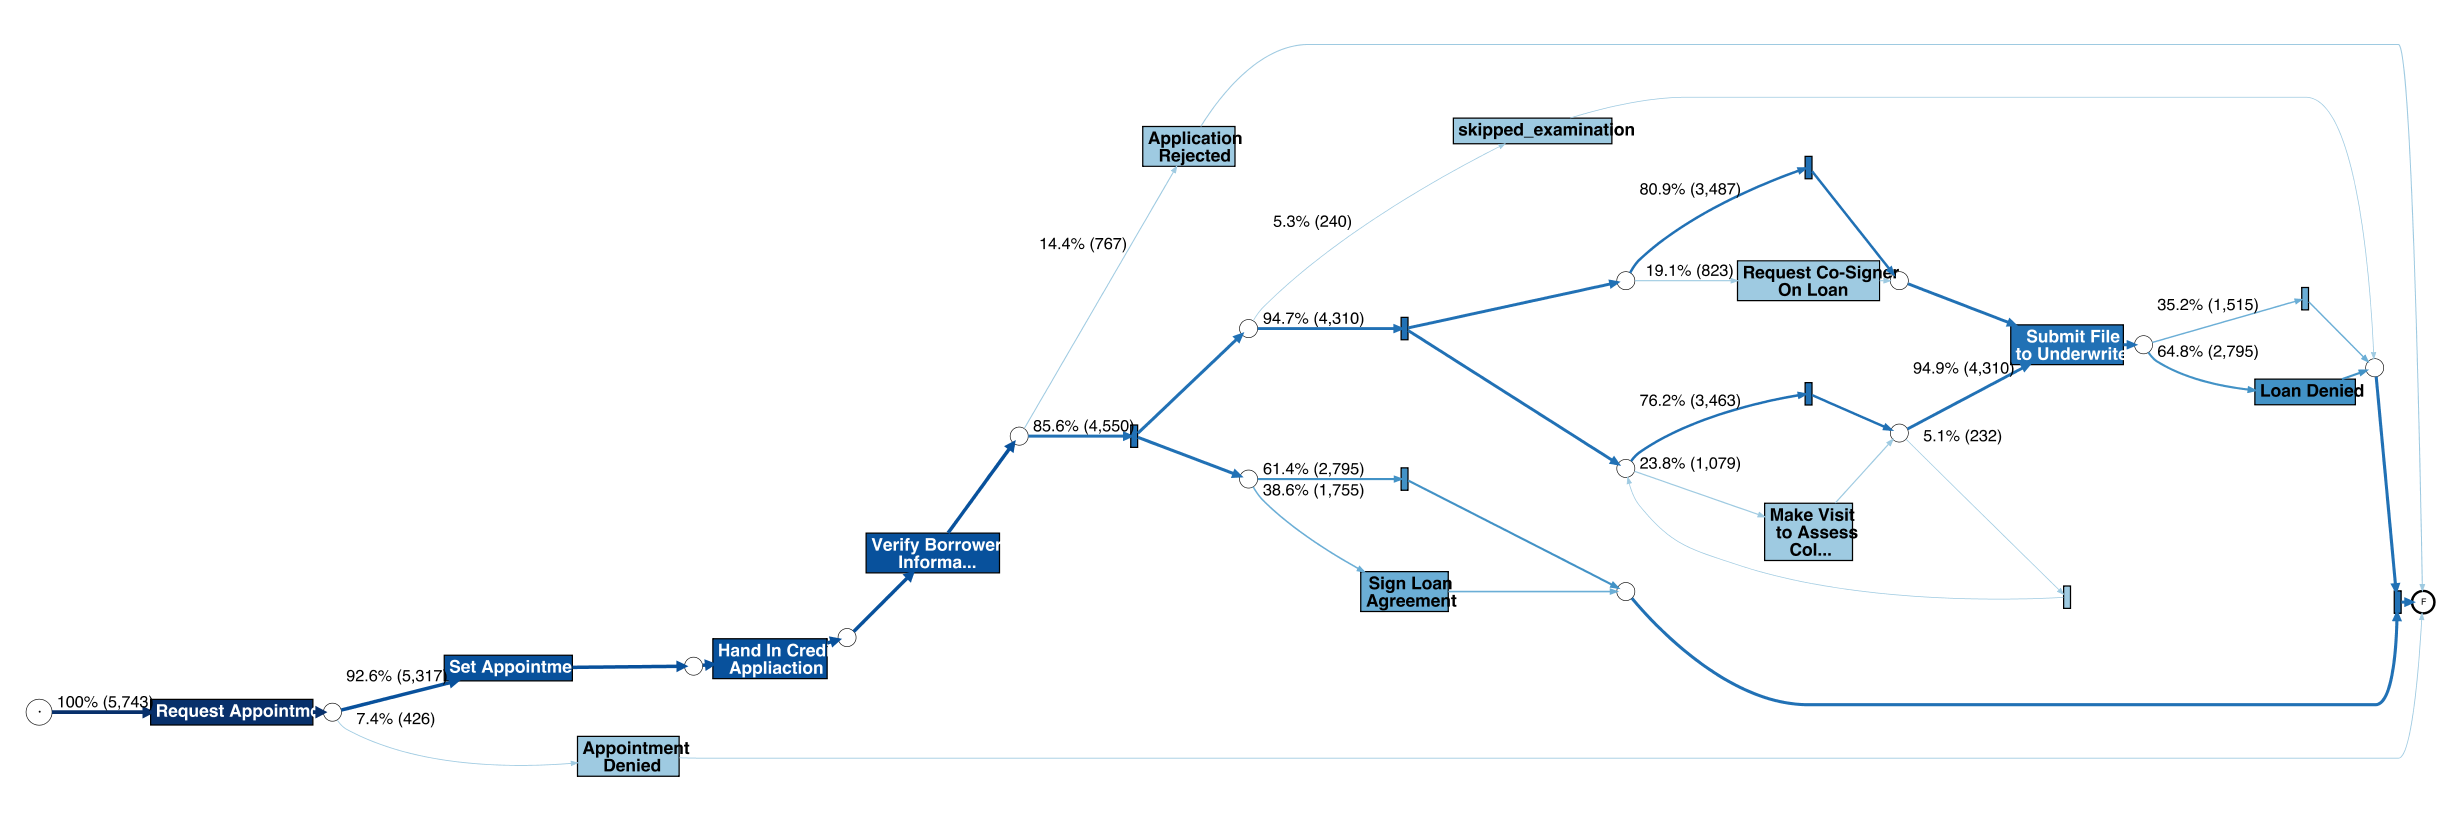 Application
Rejected
skipped_examination
80.9% (3,487)
5.3% (240)
14.4% (767)
19.1% (823)
Request Co-Signer
On Loan
35.2% (1,515)
94.7% (4,310)
Submit File
to Underwrite
64.8% (2,795)
94.9% (4,310)
Loan Denied
76.2% (3,463)
85.6% (4,550)
5.1% (232)
61.4% (2,795)
23.8% (1,079)
38.6% (1,755)
Make Visit
to Assess
Col...
Verify Borrower
Informa...
Sign Loan
Agreement
F
Hand In Credi
Appliaction
Set Appointme
92.6% (5,317)
100% (5,743)
Request Appointme
7.4% (426)
Appointment
Denied